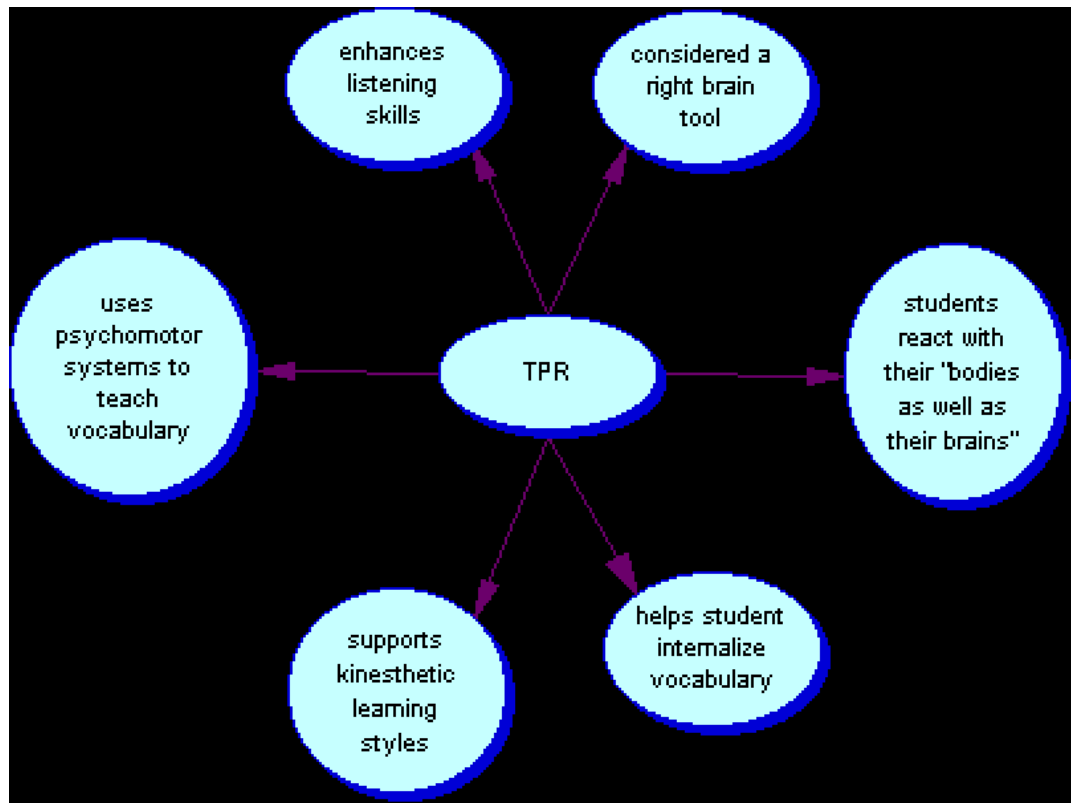 enhances
listening
skills
considered a
right brain
tool
uses
psychomotor
systems to
teach
vocabulary
TPR
students
react with
their "bodies
as well as
their brains"
supports
kinesthetic
learning
styles
helps student
internalize
vocabulary